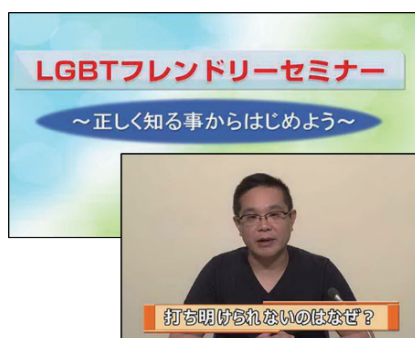 LGBTフレンドリーセミナー
～正しく知る事からはじめよう～
打ち明けられないのはなぜ？